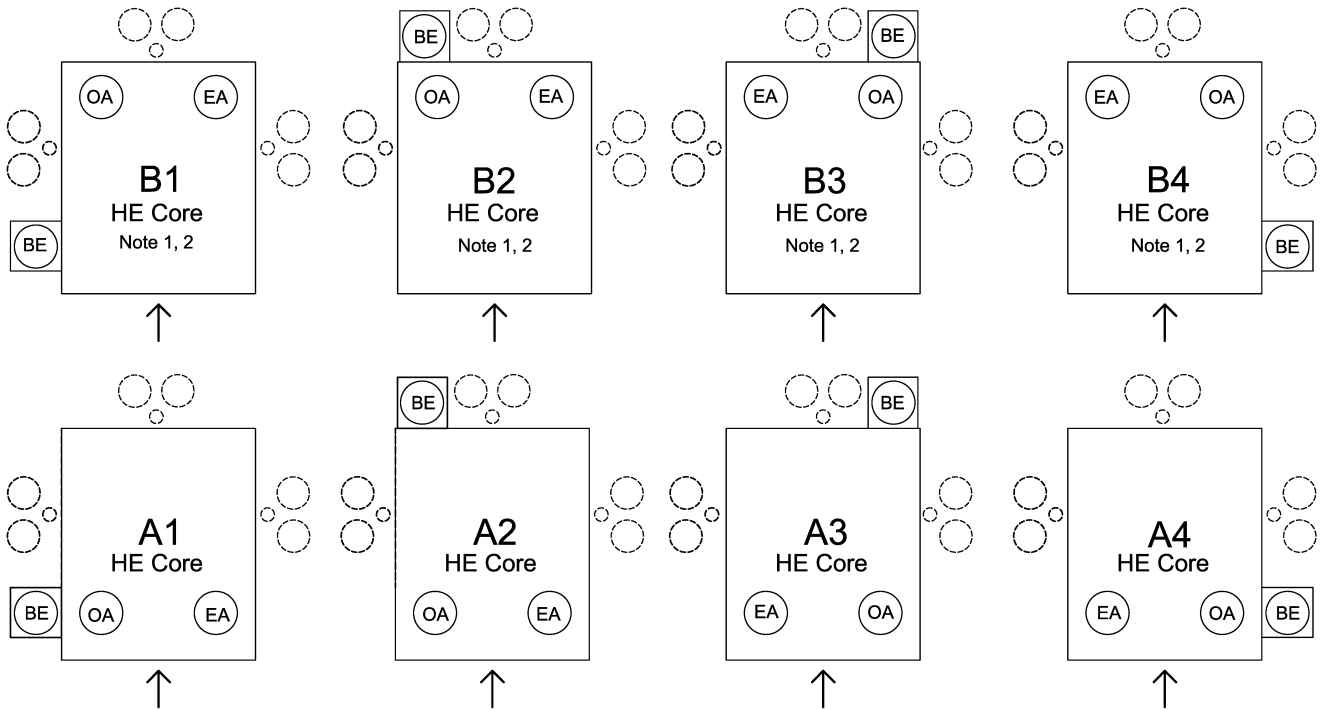 BE
BE
OA
EA
OA
EA
EA
OA
EA
OA
B1
HE Core
Note 1, 2
B2
HE Core
Note 1, 2
B3
HE Core
Note 1, 2
B4
HE Core
Note 1, 2
BE
BE
BE
BE
A1
HE Core
A2
HE Core
A3
HE Core
A4
HE Core
BE
OA
EA
OA
EA
EA
OA
EA
OA
BE